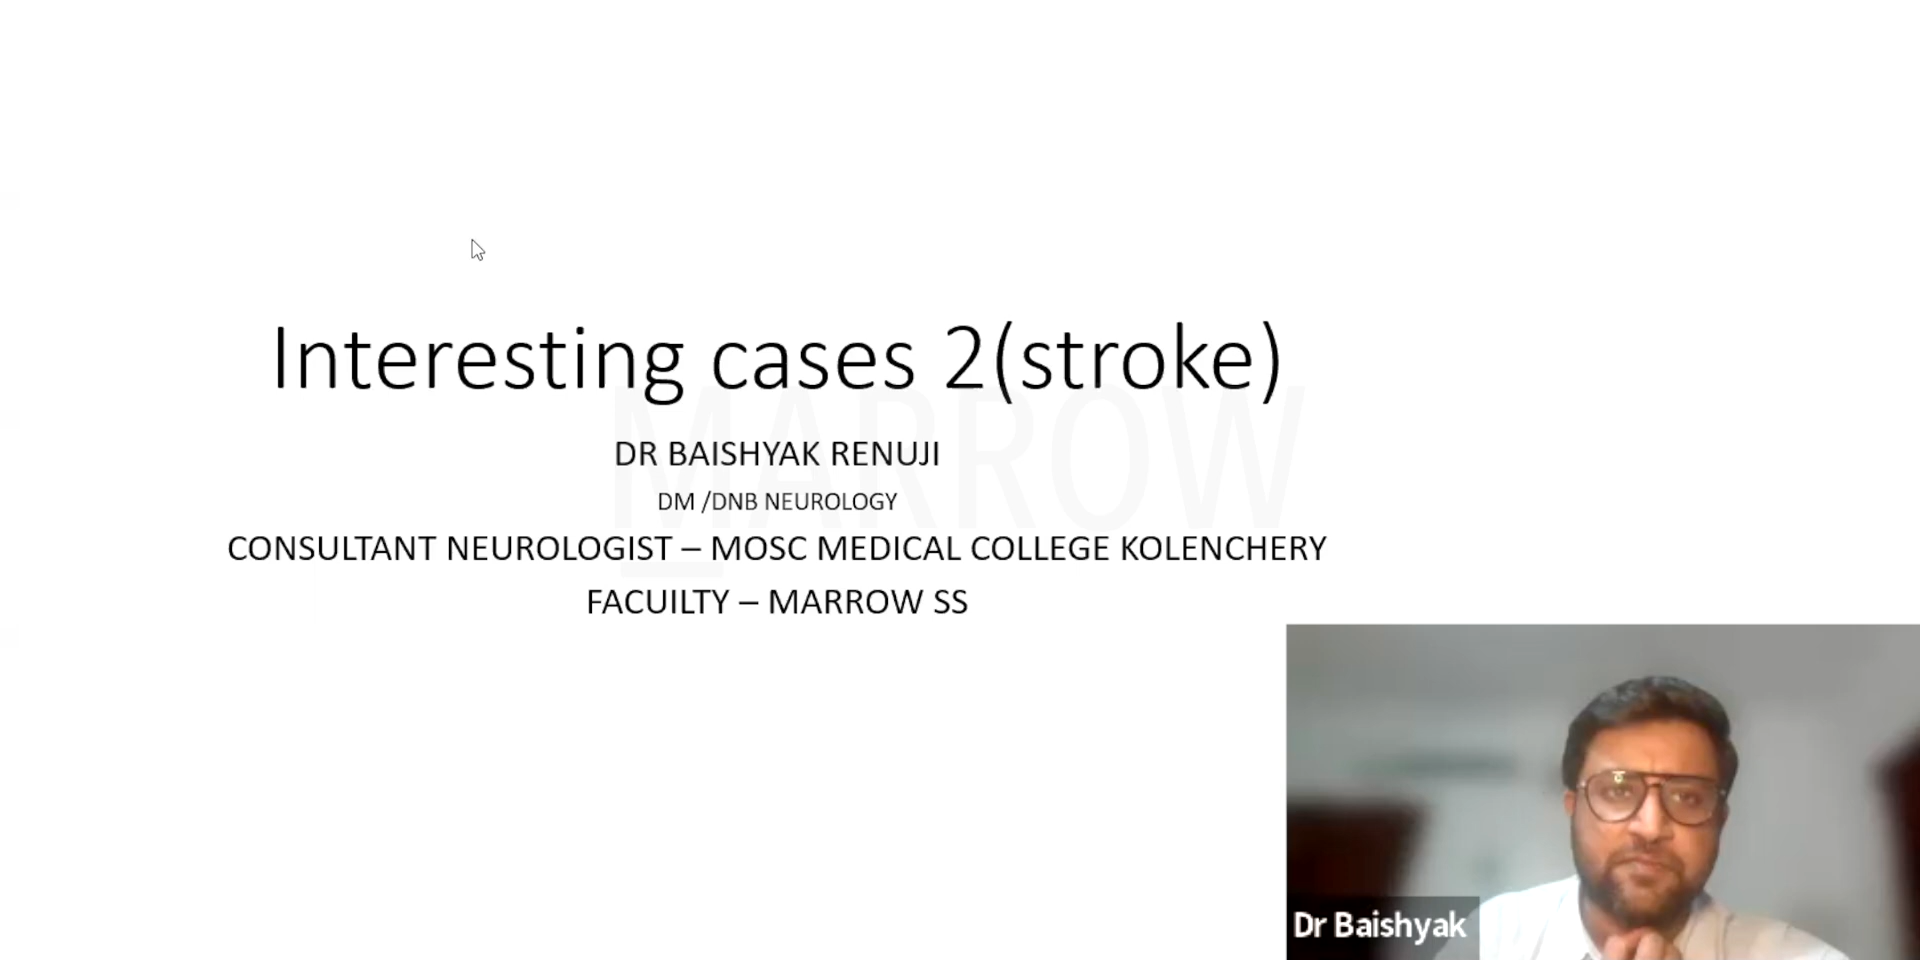 Interesting cases 2(stroke)
MARROW
DR BAISHYAK RENUJI
DM /DNB NEUROLOGY
CONSULTANT NEUROLOGIST – MOSC MEDICAL COLLEGE KOLENCHERY
FACUILTY – MARROW SS
Dr Baishyak